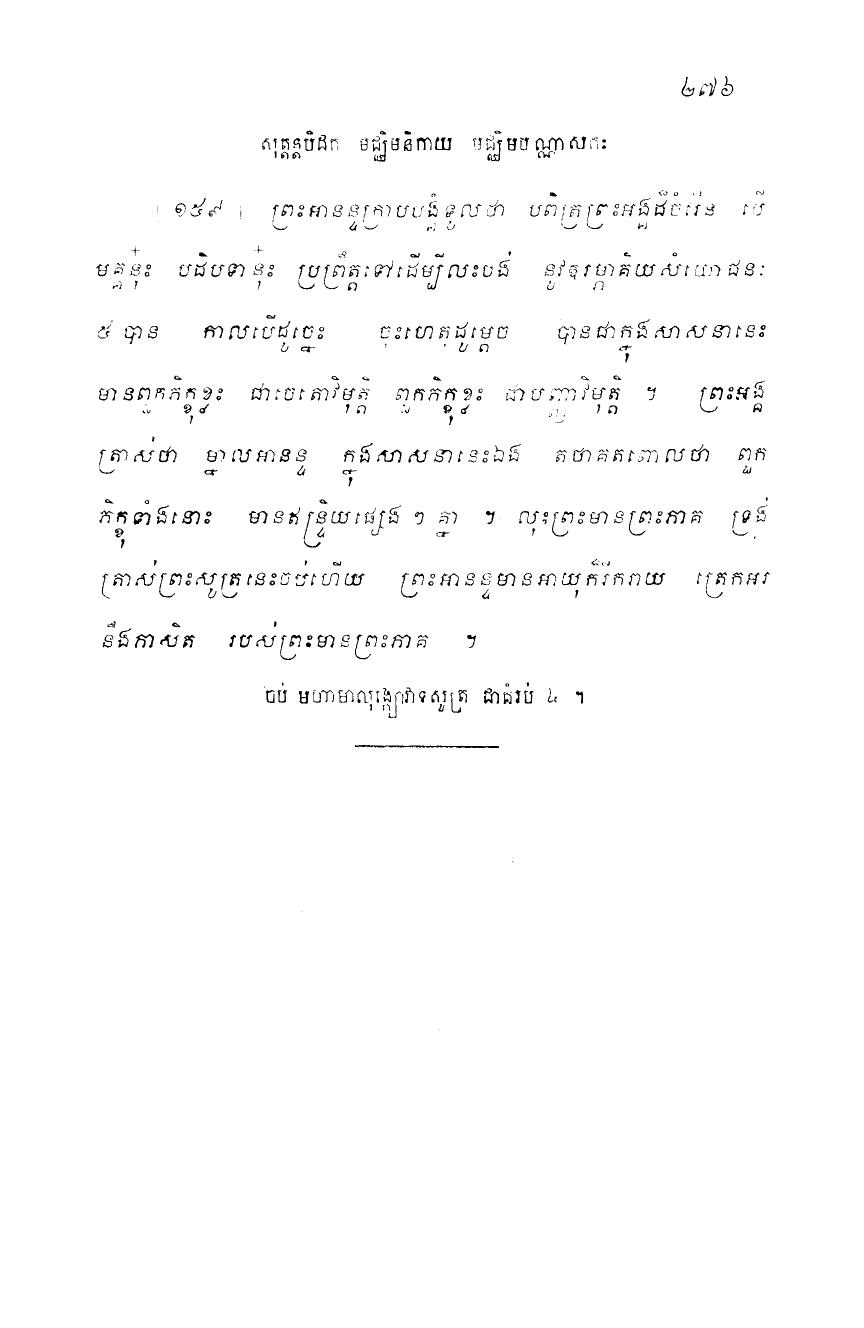 ២៧៦
សុត្តន្តបិដក មជ្ឈិមនិកាយ មជ្ឈិមបណ្ណាសកៈ
[១៥៩] ព្រះអានន្ទក្រាបបង្គំទូលថា បពិត្រព្រះអង្គដ៏ចំរើន បើ
មគ្គនុ៎ះ បដិបទានុ៎ះ ប្រព្រឹត្តទៅដើម្បីលះបង់ នូវឱរម្ភាគិយសំយោជនៈ
៥ បាន កាលបើដូច្នេះ ចុះហេតុដូម្តេច បានជាក្នុងសាសនានេះ
មានពួកភិក្ខុខ្លះ ជាចេតោវិមុត្តិ ពួកភិក្ខុខ្លះ ជាបញ្ញាវិមុត្តិ ។ ព្រះអង្គ
ត្រាស់ថា ម្នាលអានន្ទ ក្នុងសាសនានេះឯង តថាគតពោលថា ពួក
ភិក្ខុទាំងនោះ មានឥន្ទ្រិយផ្សេង ៗ គ្នា ។ លុះព្រះមានព្រះភាគ ទ្រង់
ត្រាស់ព្រះសូត្រនេះចប់ហើយ ព្រះអានន្ទមានអាយុក៏រីករាយ ត្រេកអរ
នឹងភាសិត របស់ព្រះមានព្រះភាគ ។
ចប់ មហាមាលុង្ក្យោវាទសូត្រ ជាគំរប់ ៤ ។